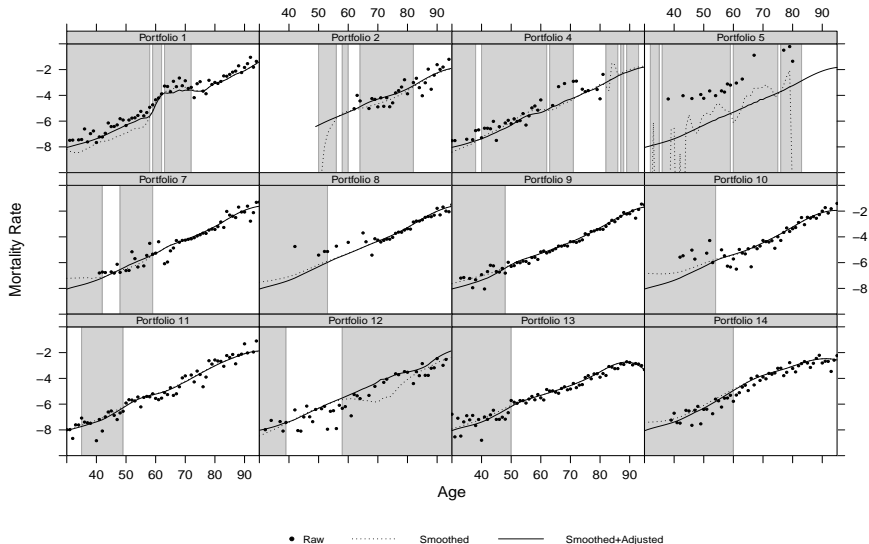 40 50 60 70 80 90 40 50 60 70 80 90
Portfolio 1 Portfolio 2 Portfolio 4 Portfolio 5
−2
−4
−6
−8
Portfolio 7 Portfolio 8 Portfolio 9 Portfolio 10
−2
−4
−6
−8
Portfolio 11 Portfolio 12 Portfolio 13 Portfolio 14
−2
−4
−6
−8
40 50 60 70 80 90 40 50 60 70 80 90
Mortality Rate
Age
Raw Smoothed Smoothed+Adjusted